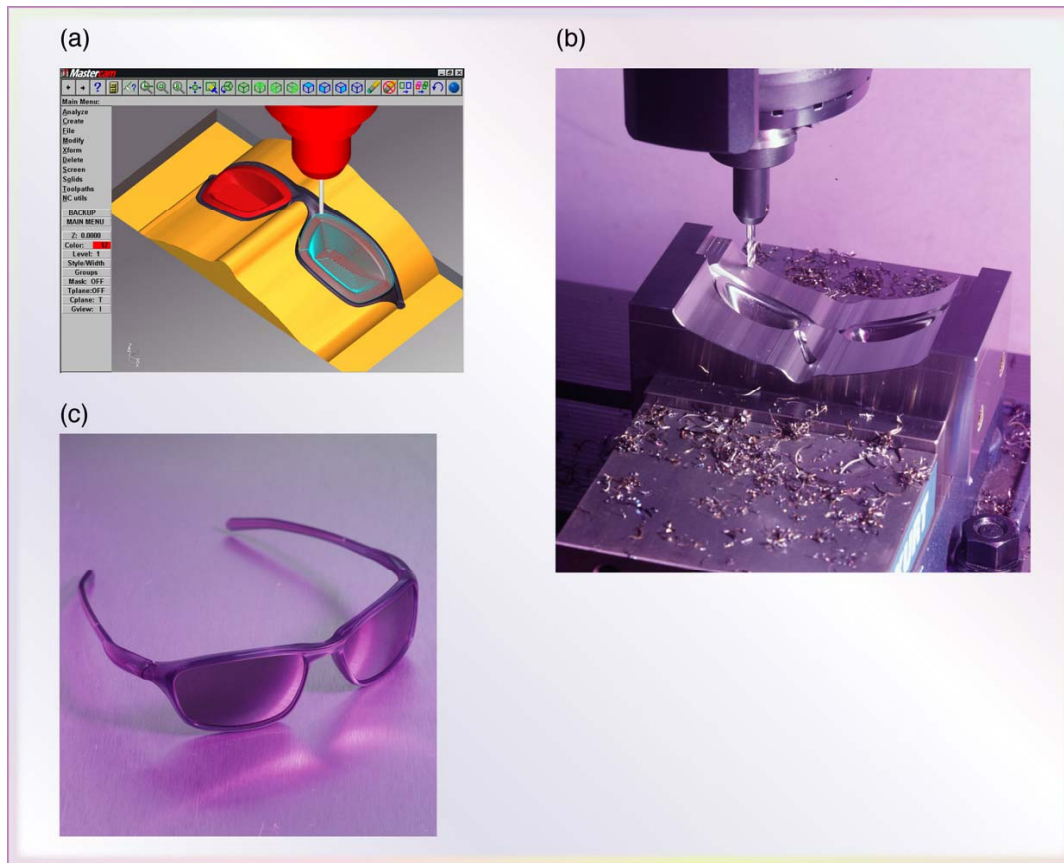 (a)
(b)
Mastercam
Main Menu:
Analyze
Create
File
Modify
Xform
Delete
Screen
Solids
Toolpaths
NC utils
BACKUP
MAIN MENU
Z: 0.0000
Color: 12
Level: 1
Style/Width
Groups
Mask: OFF
Tplane:OFF
Cplane: T
Gview: I
(c)